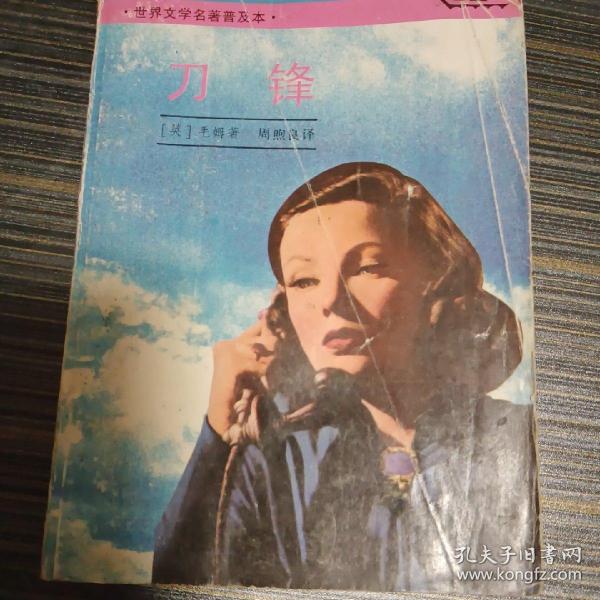 ·世界文学名著普及本·
刀锋
[英]毛姆著 周煦良译
孔夫子旧书网
www.kongfz.com